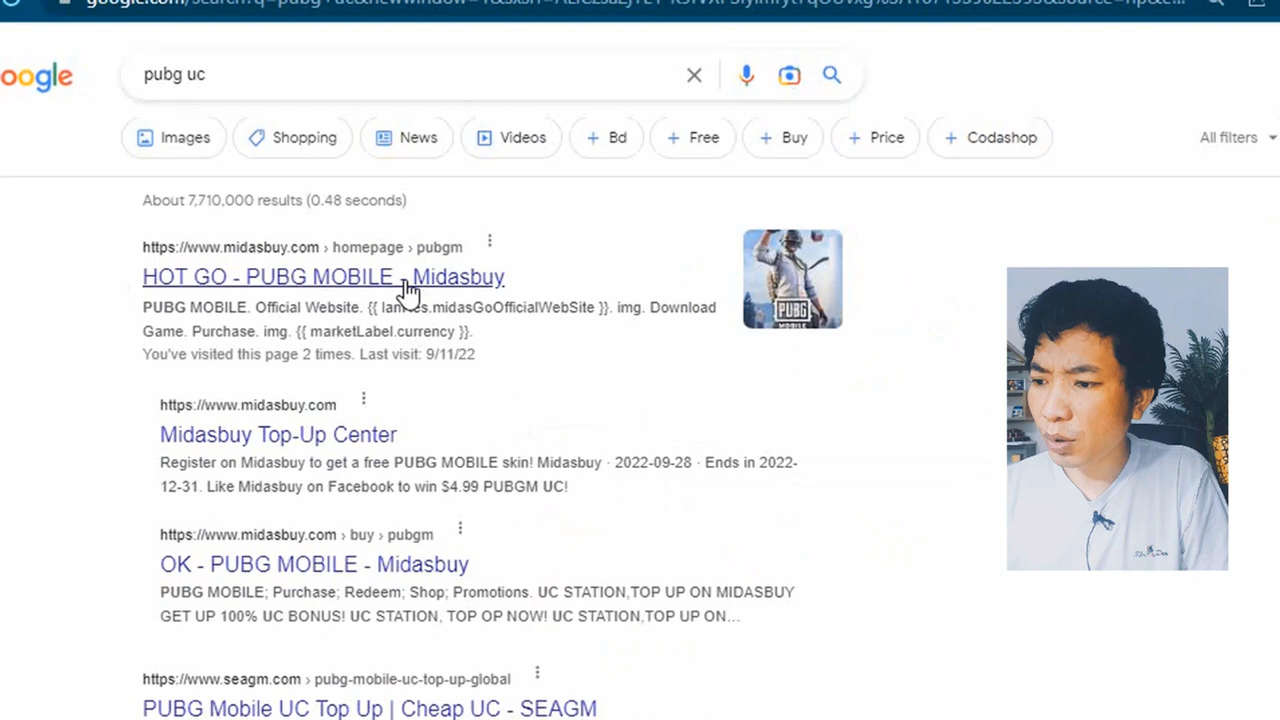 oogle
pubg uc
Images
Shopping
News
Videos
+ Bd
+ Free
+ Buy
+ Price
+ Codashop
All filters
About 7,710,000 results (0.48 seconds)
https://www.midasbuy.com › homepage › pubgm
HOT GO - PUBG MOBILE - Midasbuy
PUBG MOBILE. Official Website. {{ .midasGoOfficialWebSite }}. img. Download
Game. Purchase. img. {{ marketLabel.currency }}.
You've visited this page 2 times. Last visit: 9/11/22
PUBG
MOBILE
https://www.midasbuy.com
Midasbuy Top-Up Center
Register on Midasbuy to get a free PUBG MOBILE skin! Midasbuy · 2022-09-28 · Ends in 2022-
12-31. Like Midasbuy on Facebook to win $4.99 PUBGM UC!
https://www.midasbuy.com › buy › pubgm
OK - PUBG MOBILE - Midasbuy
PUBG MOBILE; Purchase; Redeem; Shop; Promotions. UC STATION,TOP UP ON MIDASBUY
GET UP 100% UC BONUS! UC STATION, TOP OP NOW! UC STATION,TOP UP ON...
https://www.seagm.com › pubg-mobile-uc-top-up-global
PUBG Mobile UC Top Up | Cheap UC - SEAGM